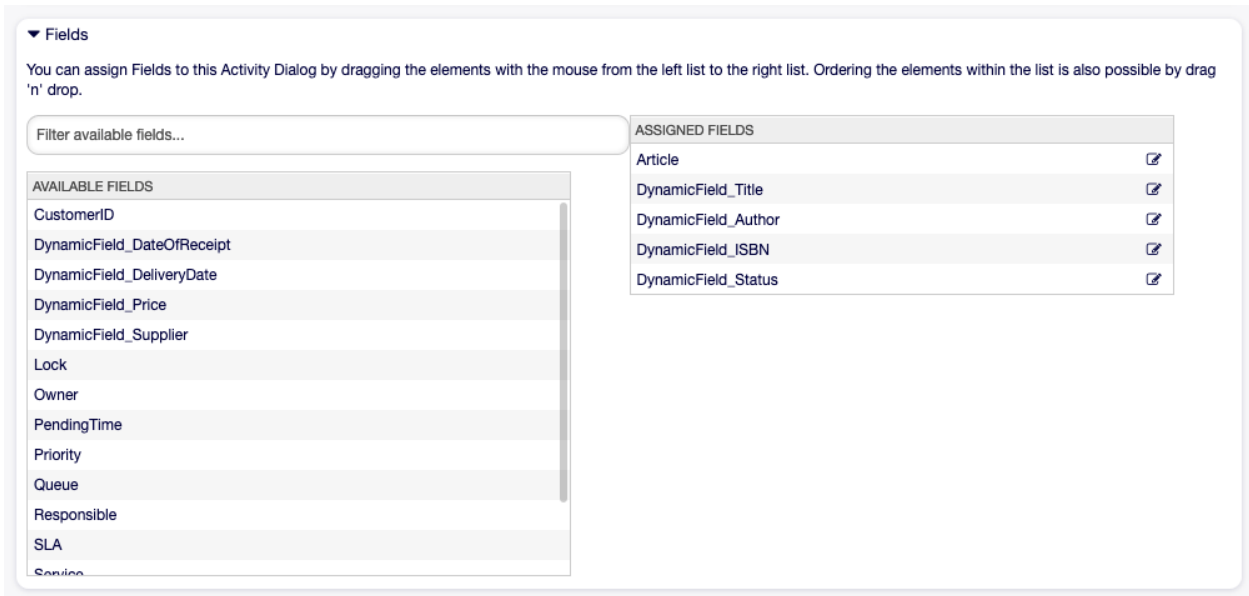 Fields
You can assign Fields to this Activity Dialog by dragging the elements with the mouse from the left list to the right list. Ordering the elements within the list is also possible by drag
'n' drop.
Filter available fields...
AVAILABLE FIELDS
CustomerID
DynamicField_DateOfReceipt
DynamicField_DeliveryDate
DynamicField_Price
DynamicField_Supplier
Lock
Owner
PendingTime
Priority
Queue
Responsible
SLA
Service
ASSIGNED FIELDS
Article
DynamicField_Title
DynamicField_Author
DynamicField_ISBN
DynamicField_Status